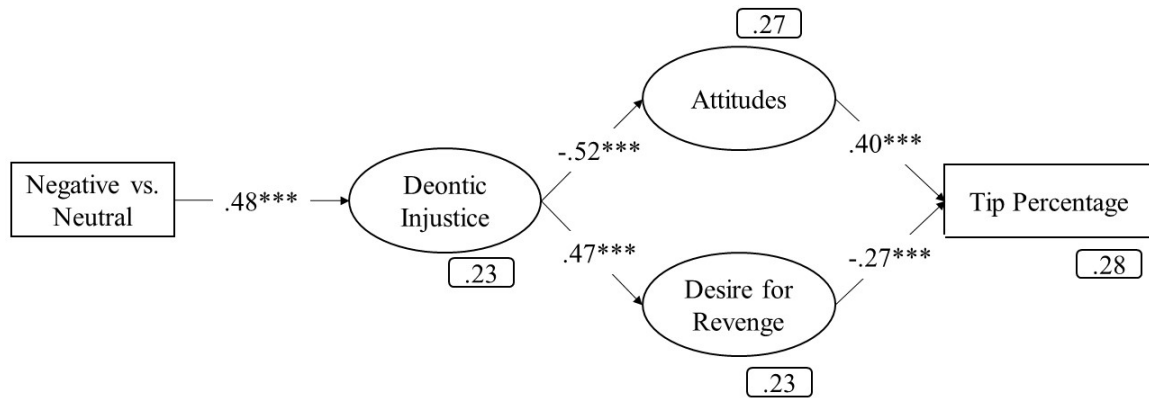 .27
Attitudes
-.52***
.40***
Negative vs.
Neutral
.48***
Deontic
Injustice
.23
Tip Percentage
.28
.47***
-.27***
Desire for
Revenge
.23